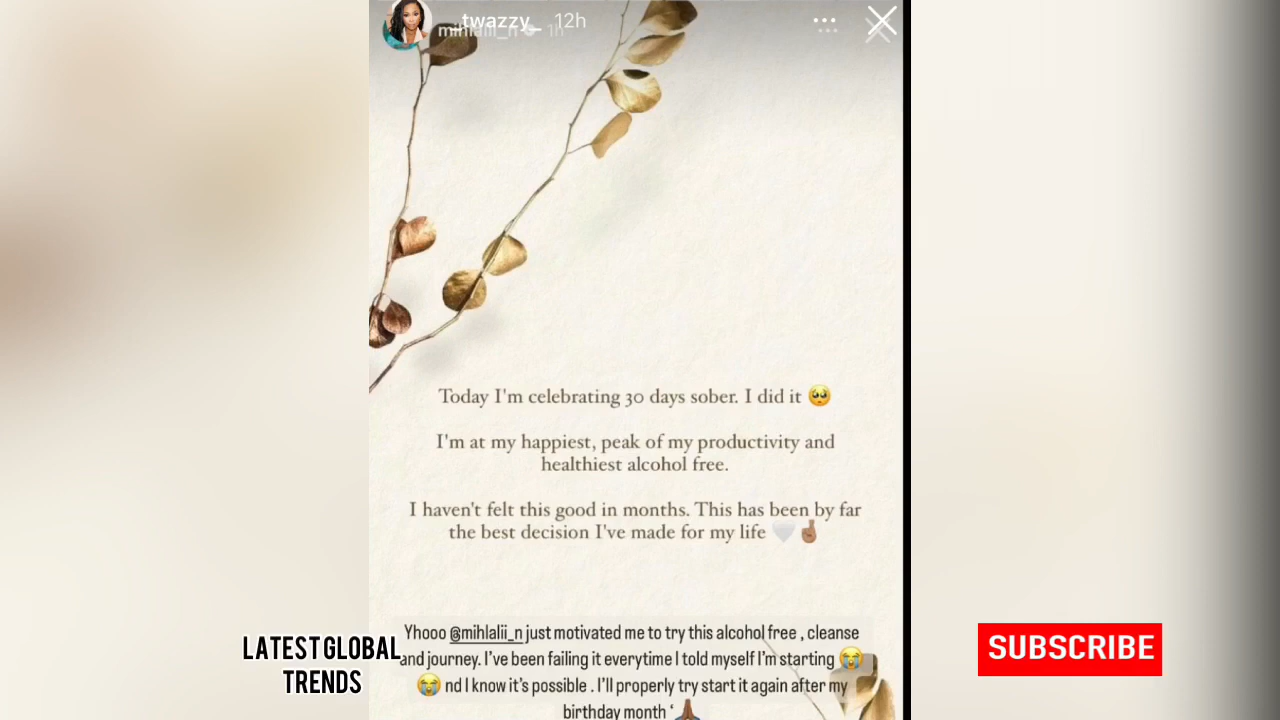 _twazzy_ 12h
mihlalii_n 1h
Today I'm celebrating 30 days sober. I did it 🥹
I'm at my happiest, peak of my productivity and
healthiest alcohol free.
I haven't felt this good in months. This has been by far
the best decision I've made for my life 🤍🤞🏽
Yhooo @mihlalii_n just motivated me to try this alcohol free , cleanse
and journey. I've been failing it everytime I told myself I'm starting 😭
😭 nd I know it's possible . I'll properly try start it again after my
birthday month ‘ 🙏🏾
LATEST GLOBAL
TRENDS
SUBSCRIBE